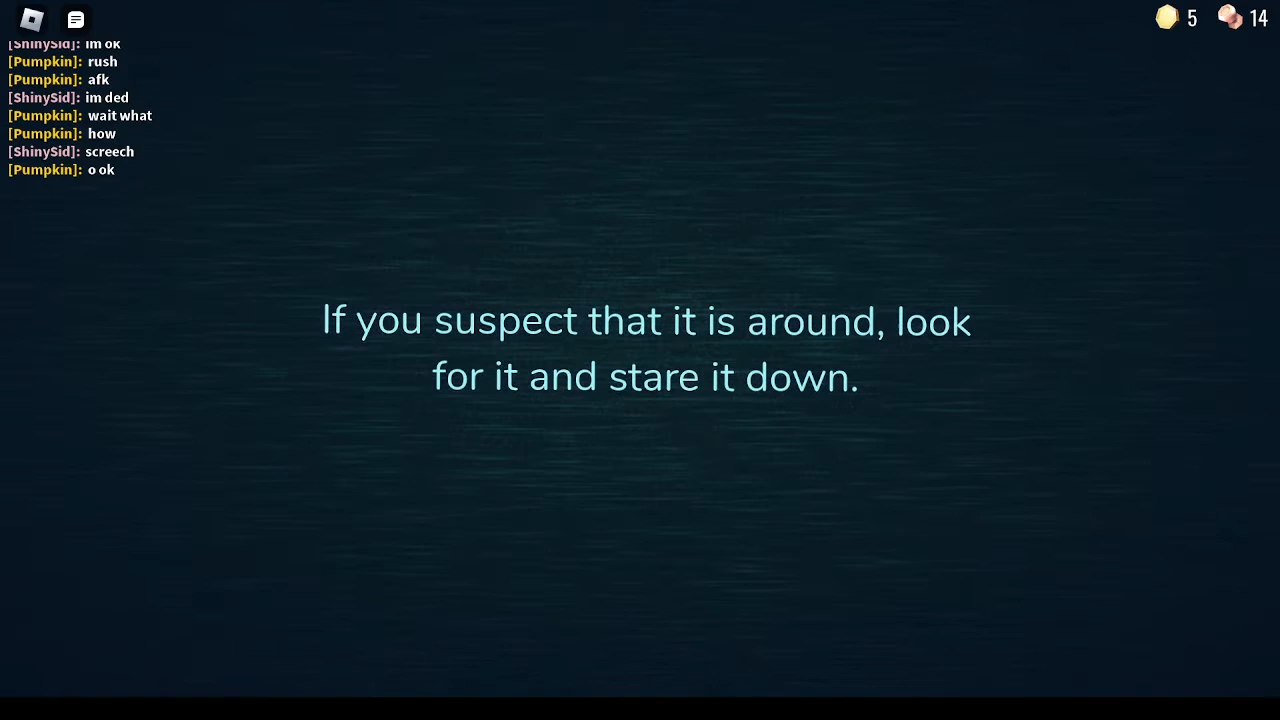 5
14
[ShinySid]: im ok
[Pumpkin]: rush
[Pumpkin]: afk
[ShinySid]: im ded
[Pumpkin]: wait what
[Pumpkin]: how
[ShinySid]: screech
[Pumpkin]: o ok
If you suspect that it is around, look
for it and stare it down.